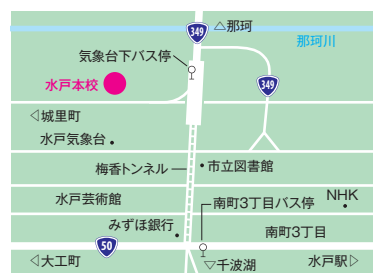 △那珂
349
那珂川
気象台下バス停
水戸本校
349
◁城里町
水戸気象台
梅香トンネル
市立図書館
水戸芸術館
南町3丁目バス停
NHK
みずほ銀行
南町3丁目
50
◁大工町
▽千波湖
水戸駅▷